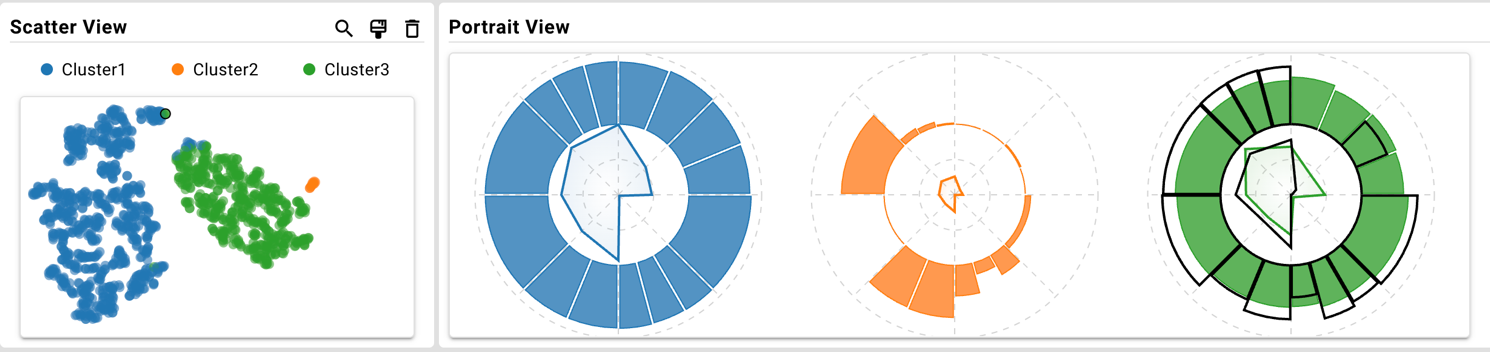 Scatter View
Cluster1 Cluster2 Cluster3
Portrait View